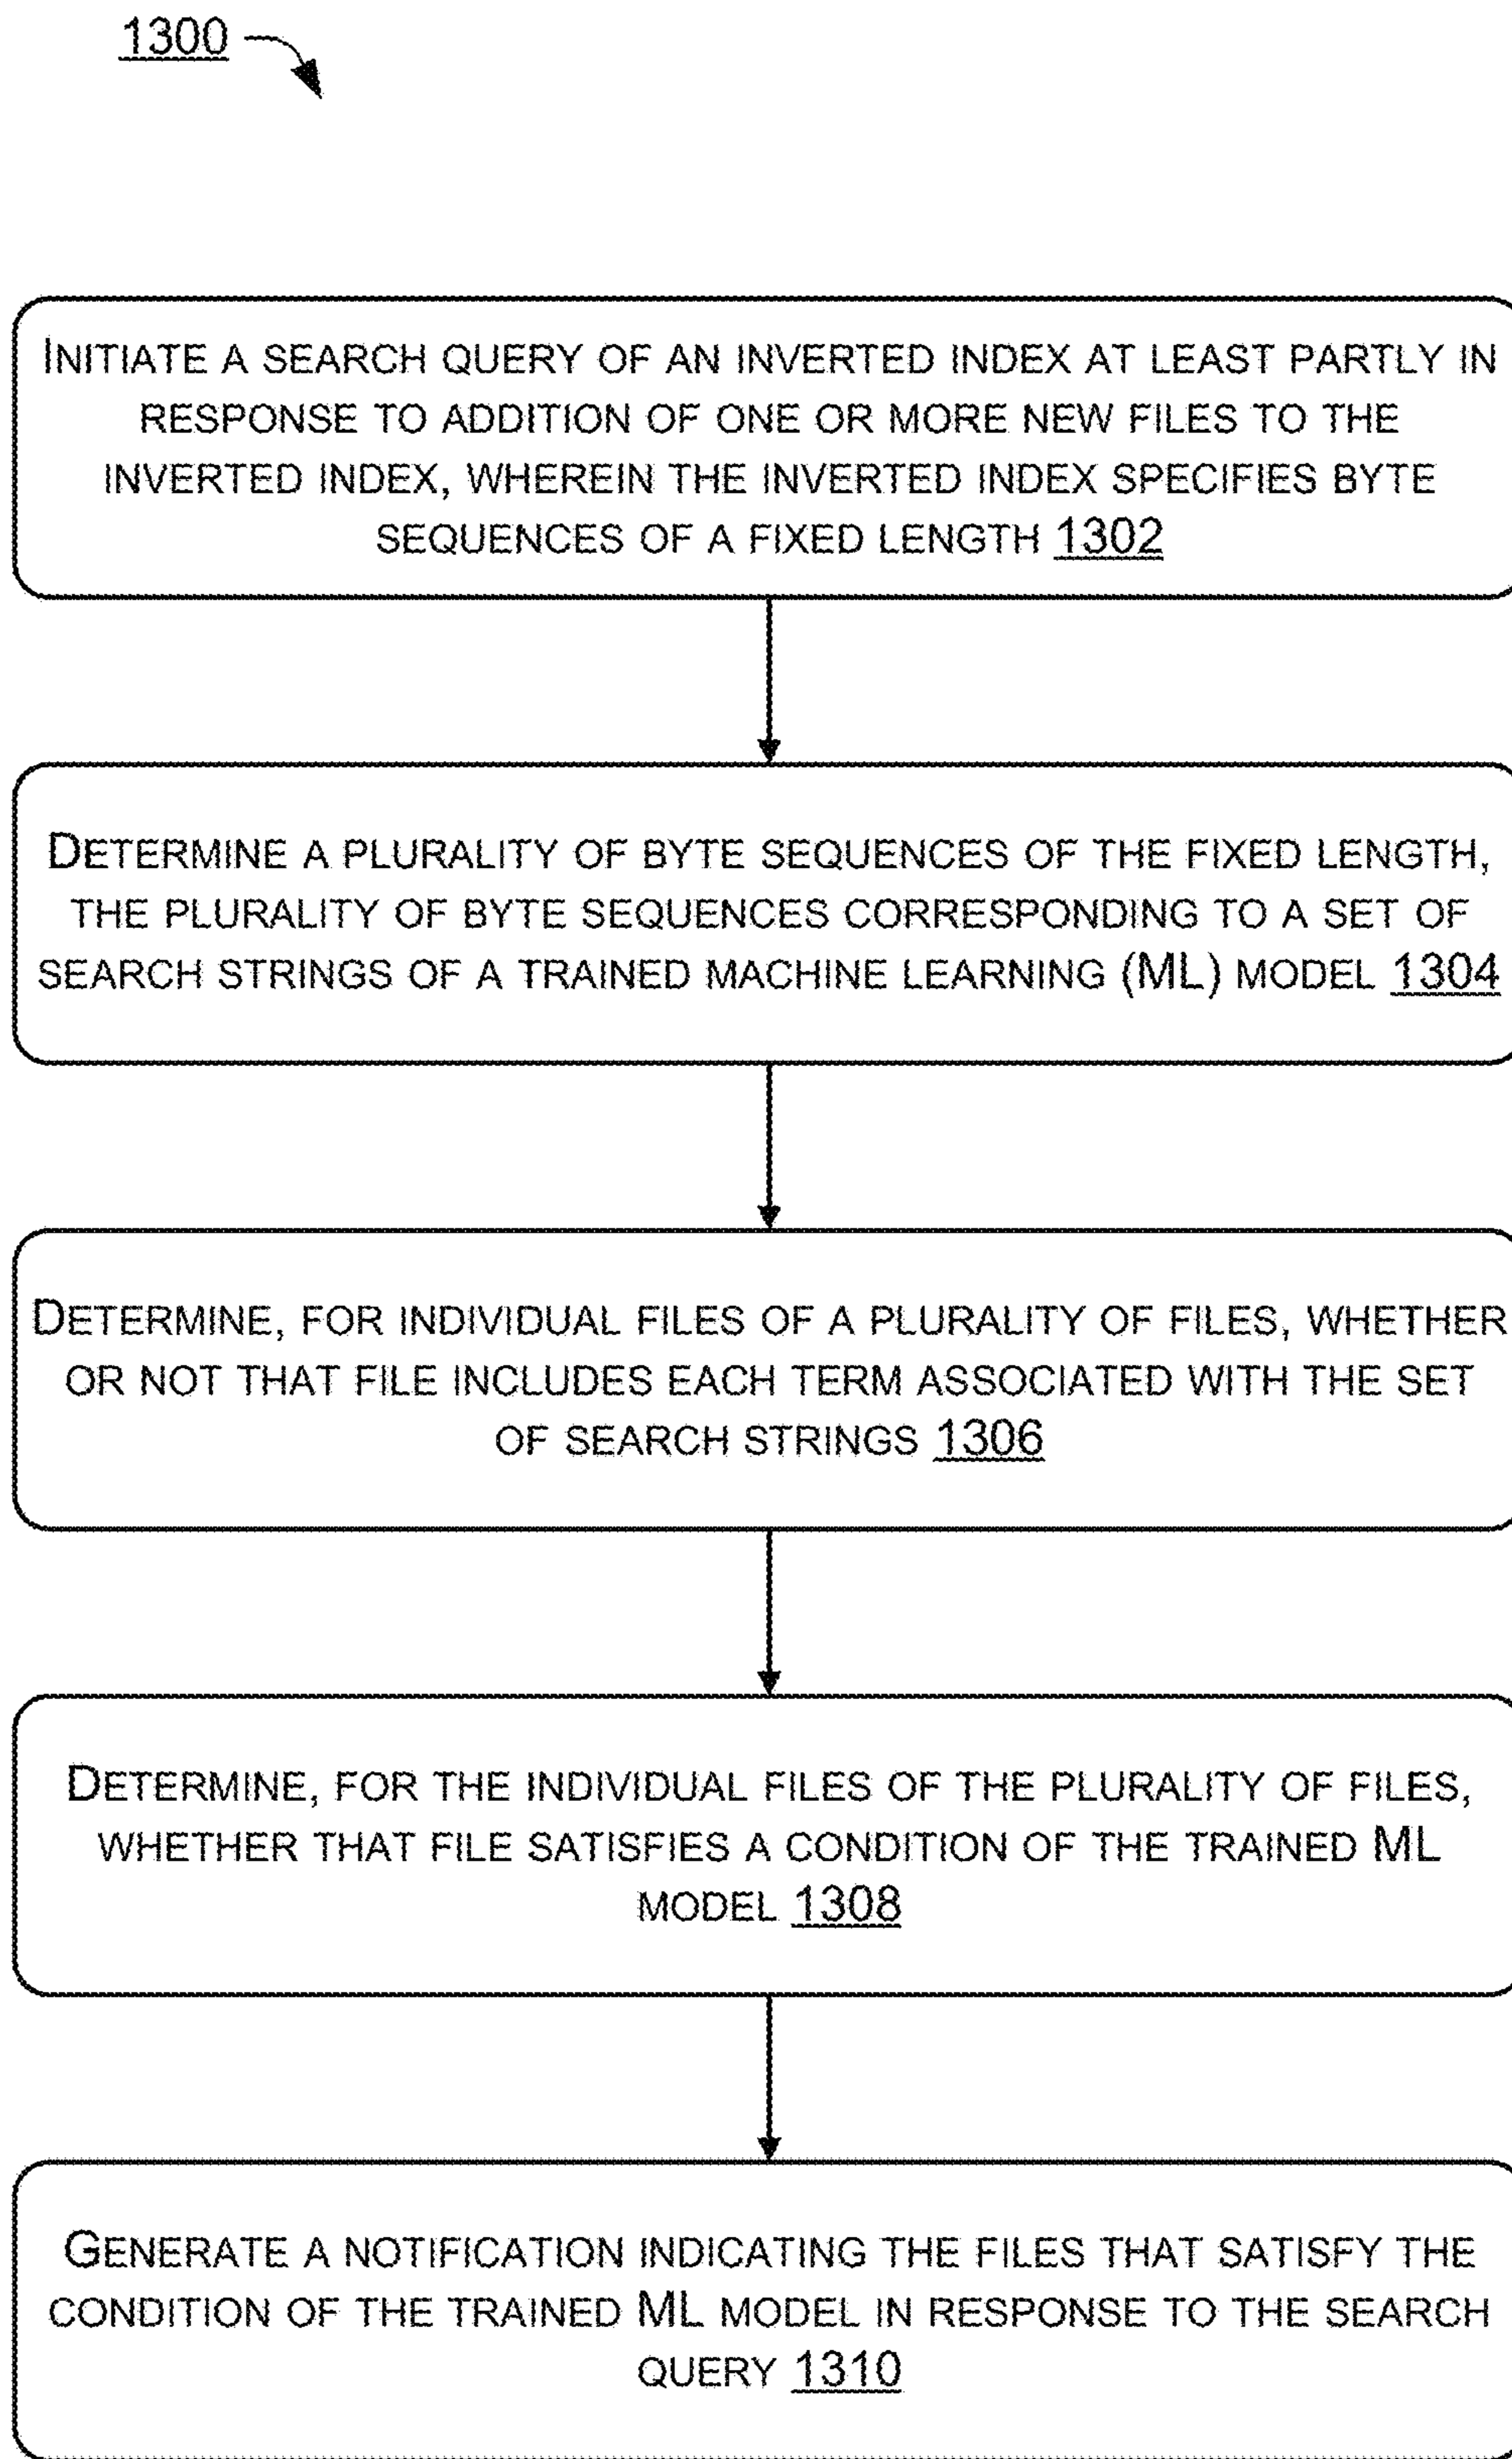 1300
INITIATE A SEARCH QUERY OF AN INVERTED INDEX AT LEAST PARTLY IN
RESPONSE TO ADDITION OF ONE OR MORE NEW FILES TO THE
INVERTED INDEX, WHEREIN THE INVERTED INDEX SPECIFIES BYTE
SEQUENCES OF A FIXED LENGTH 1302
DETERMINE A PLURALITY OF BYTE SEQUENCES OF THE FIXED LENGTH,
THE PLURALITY OF BYTE SEQUENCES CORRESPONDING TO A SET OF
SEARCH STRINGS OF A TRAINED MACHINE LEARNING (ML) MODEL 1304
DETERMINE, FOR INDIVIDUAL FILES OF A PLURALITY OF FILES, WHETHER
OR NOT THAT FILE INCLUDES EACH TERM ASSOCIATED WITH THE SET
OF SEARCH STRINGS 1306
DETERMINE, FOR THE INDIVIDUAL FILES OF THE PLURALITY OF FILES,
WHETHER THAT FILE SATISFIES A CONDITION OF THE TRAINED ML
MODEL 1308
GENERATE A NOTIFICATION INDICATING THE FILES THAT SATISFY THE
CONDITION OF THE TRAINED ML MODEL IN RESPONSE TO THE SEARCH
QUERY 1310